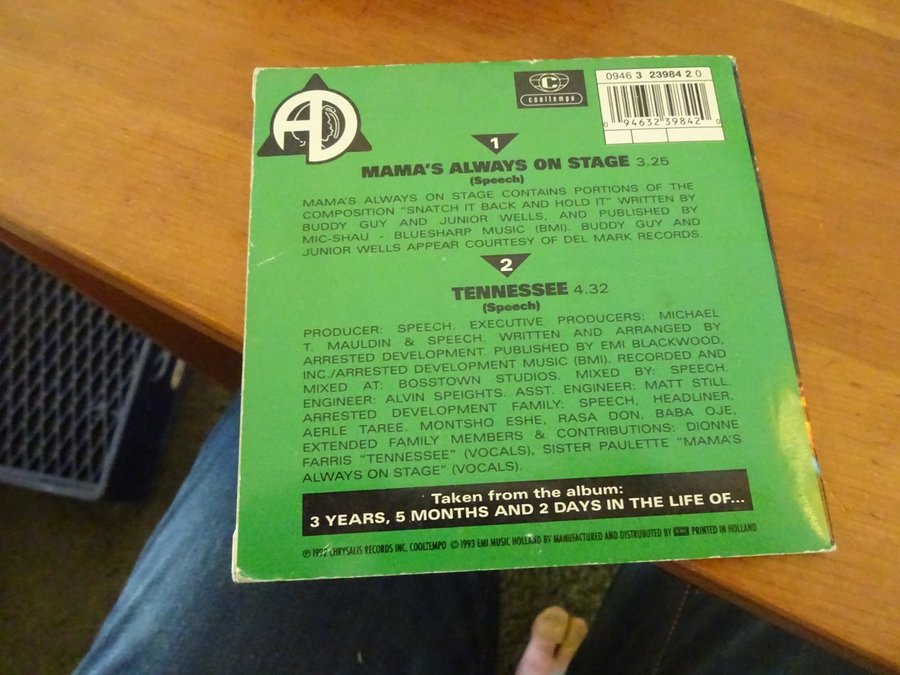 AD
C
cooltempo
0946 3 23984 2 0
0 94632 39842 0
1
MAMA'S ALWAYS ON STAGE 3.25
(Speech)
MAMA'S ALWAYS ON STAGE CONTAINS PORTIONS OF THE
COMPOSITION "SNATCH IT BACK AND HOLD IT" WRITTEN BY
BUDDY GUY AND JUNIOR WELLS, AND PUBLISHED BY
MIC-SHAU - BLUESHARP MUSIC (BMI). BUDDY GUY AND
JUNIOR WELLS APPEAR COURTESY OF DEL MARK RECORDS.
2
TENNESSEE 4.32
(Speech)
PRODUCER: SPEECH. EXECUTIVE PRODUCERS: MICHAEL
T. MAULDIN & SPEECH. WRITTEN AND ARRANGED BY
ARRESTED DEVELOPMENT. PUBLISHED BY EMI BLACKWOOD,
INC./ARRESTED DEVELOPMENT MUSIC (BMI). RECORDED AND
MIXED AT: BOSSTOWN STUDIOS. MIXED BY: SPEECH.
ENGINEER: ALVIN SPEIGHTS. ASST. ENGINEER: MATT STILL.
ARRESTED DEVELOPMENT FAMILY: SPEECH, HEADLINER,
AERLE TAREE. MONTSHO ESHE, RASA DON, BABA OJE,
EXTENDED FAMILY MEMBERS & CONTRIBUTIONS: DIONNE
FARRIS "TENNESSEE" (VOCALS), SISTER PAULETTE "MAMA'S
ALWAYS ON STAGE" (VOCALS).
Taken from the album:
3 YEARS, 5 MONTHS AND 2 DAYS IN THE LIFE OF...
℗ 1992 CHRYSALIS RECORDS INC. COOLTEMPO © 1993 EMI MUSIC HOLLAND BV MANUFACTURED AND DISTRUBUTED BY EMI PRINTED IN HOLLAND